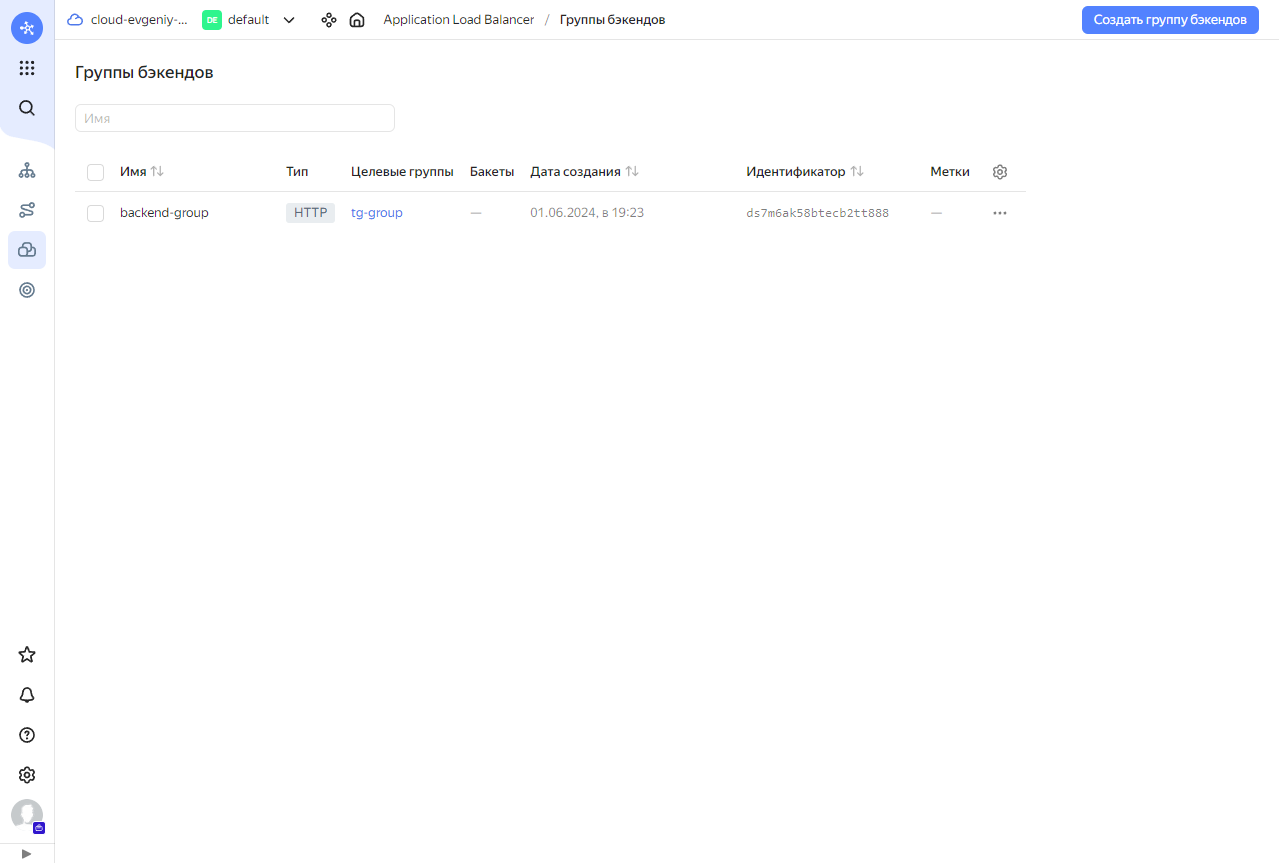 cloud-evgeniy-... DE default Application Load Balancer / Группы бэкендов Создать группу бэкендов
Группы бэкендов
Имя
Имя Тип Целевые группы Бакеты Дата создания Идентификатор Метки
backend-group HTTP tg-group — 01.06.2024, в 19:23 ds7m6ak58btecb2tt888 —